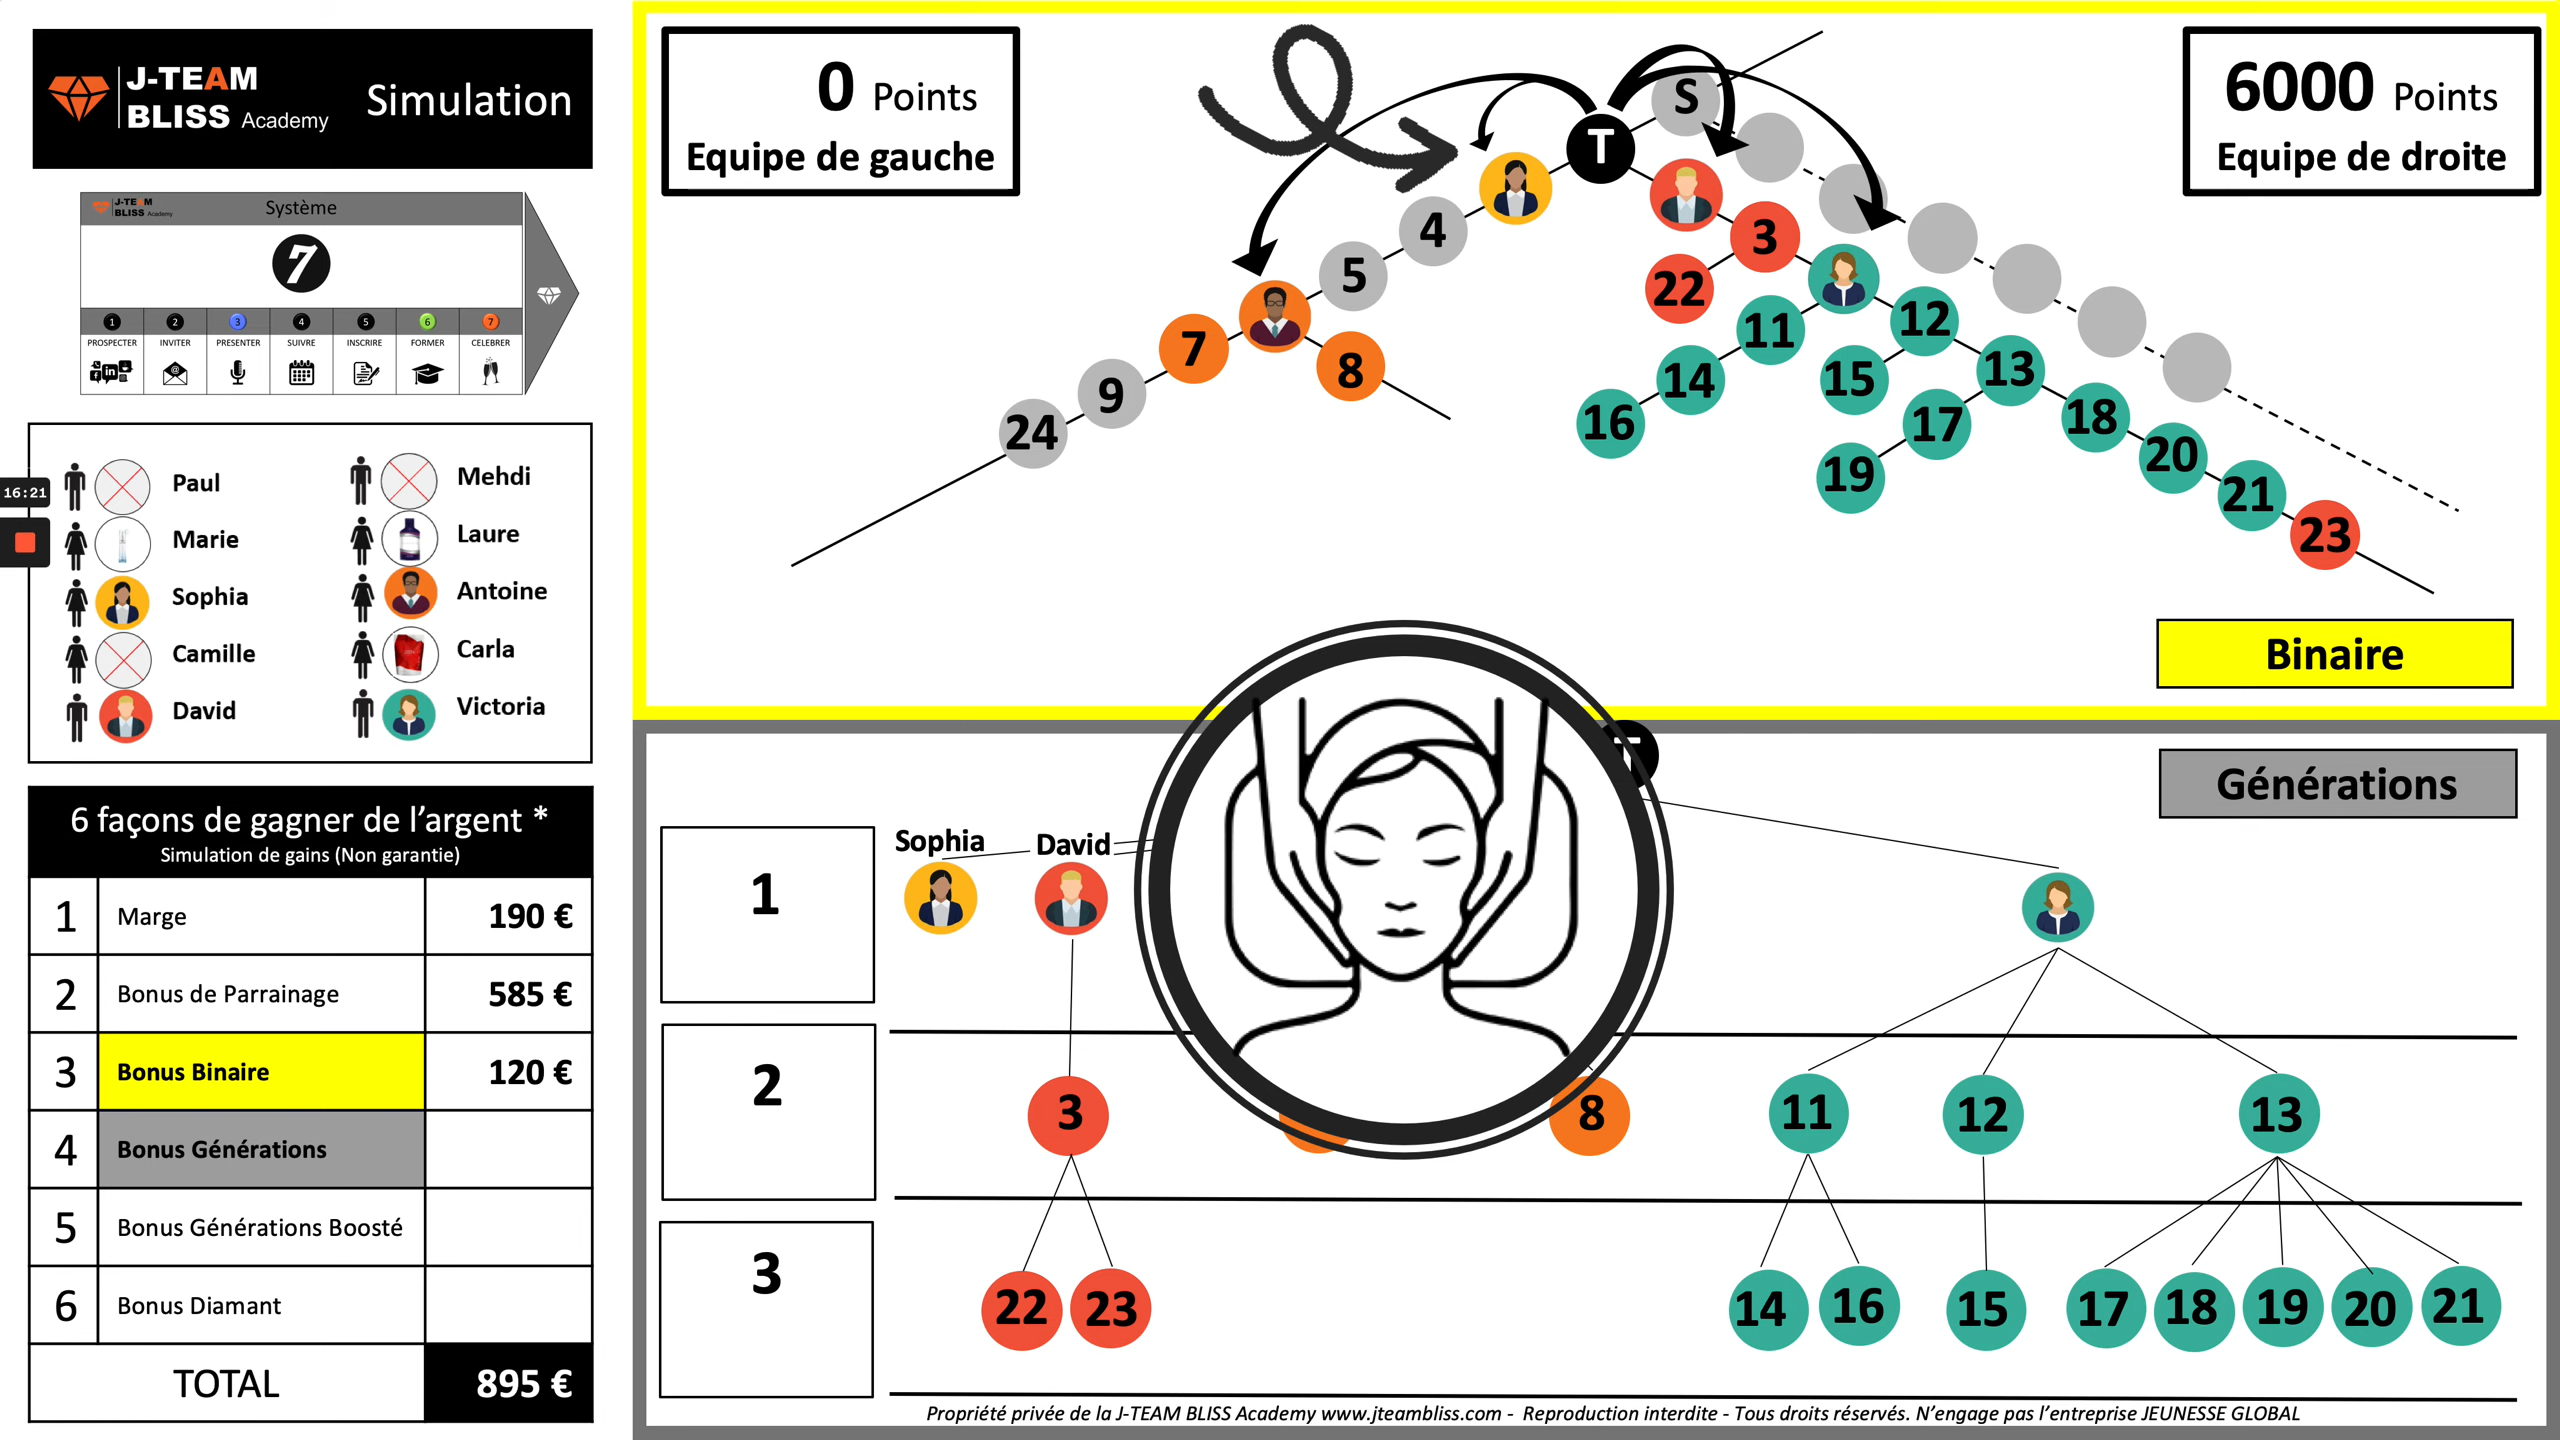 J-TEAM
BLISS Academy
Simulation
J-TEAM
BLISS Academy
Système
7
1 2 3 4 5 6 7
PROSPECTER INVITER PRESENTER SUIVRE INSCRIRE FORMER CELEBRER
16:21
Paul
Marie
Sophia
Camille
David
Mehdi
Laure
Antoine
Carla
Victoria
6 façons de gagner de l'argent *
Simulation de gains (Non garantie)
1 Marge 190 €
2 Bonus de Parrainage 585 €
3 Bonus Binaire 120 €
4 Bonus Générations
5 Bonus Générations Boosté
6 Bonus Diamant
TOTAL 895 €
0 Points
Equipe de gauche
6000 Points
Equipe de droite
S
T
4
3
5
22
7
8
11
12
9
14
15
13
24
16
17
18
19
20
21
23
Binaire
T
Générations
1
Sophia
David
2
3
8
11
12
13
3
22
23
14
16
15
17
18
19
20
21
Propriété privée de la J-TEAM BLISS Academy www.jteambliss.com - Reproduction interdite - Tous droits réservés. N'engage pas l'entreprise JEUNESSE GLOBAL